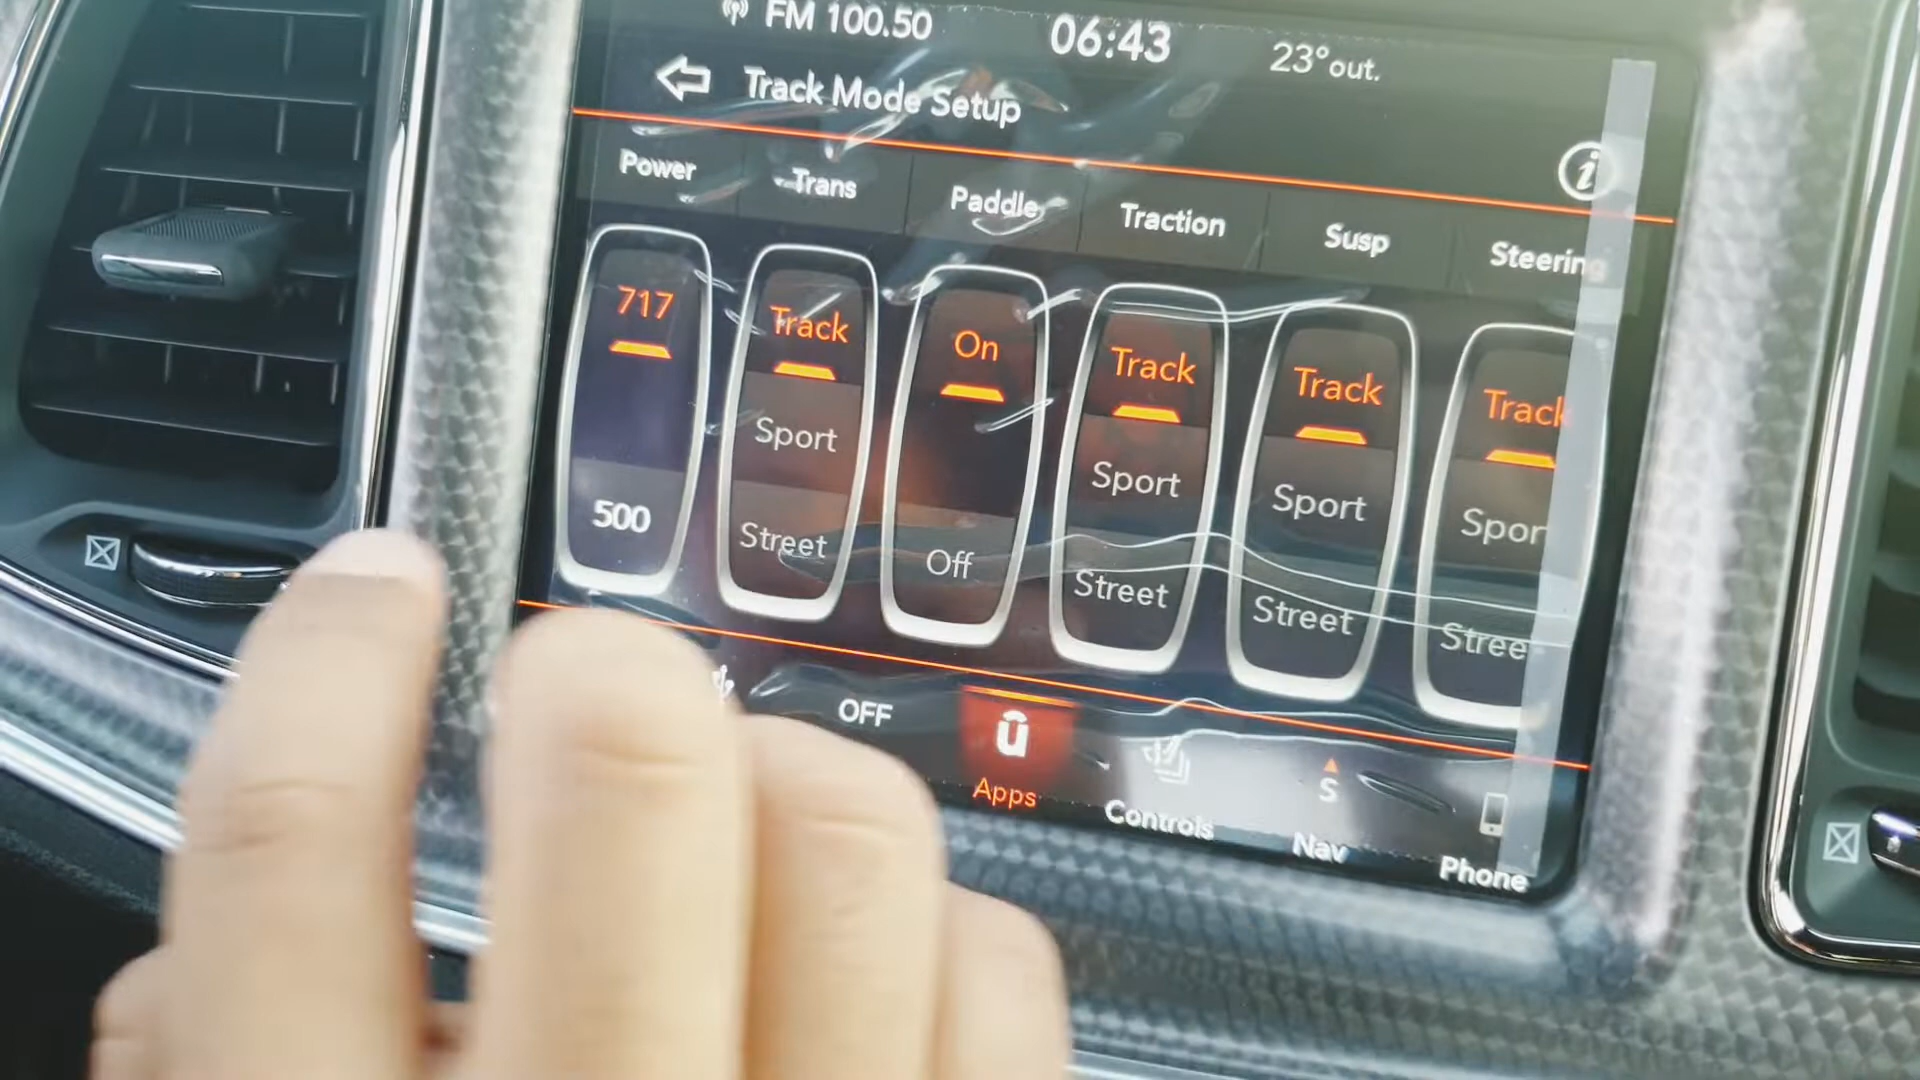 FM 100.50 06:43 23°out.
Track Mode Setup
Power Trans Paddle Traction Susp Steering
717 Track On Track Track Track
Sport Sport Sport Spor
500 Street Off Street Street Stree
OFF Apps Controls S Nav Phone